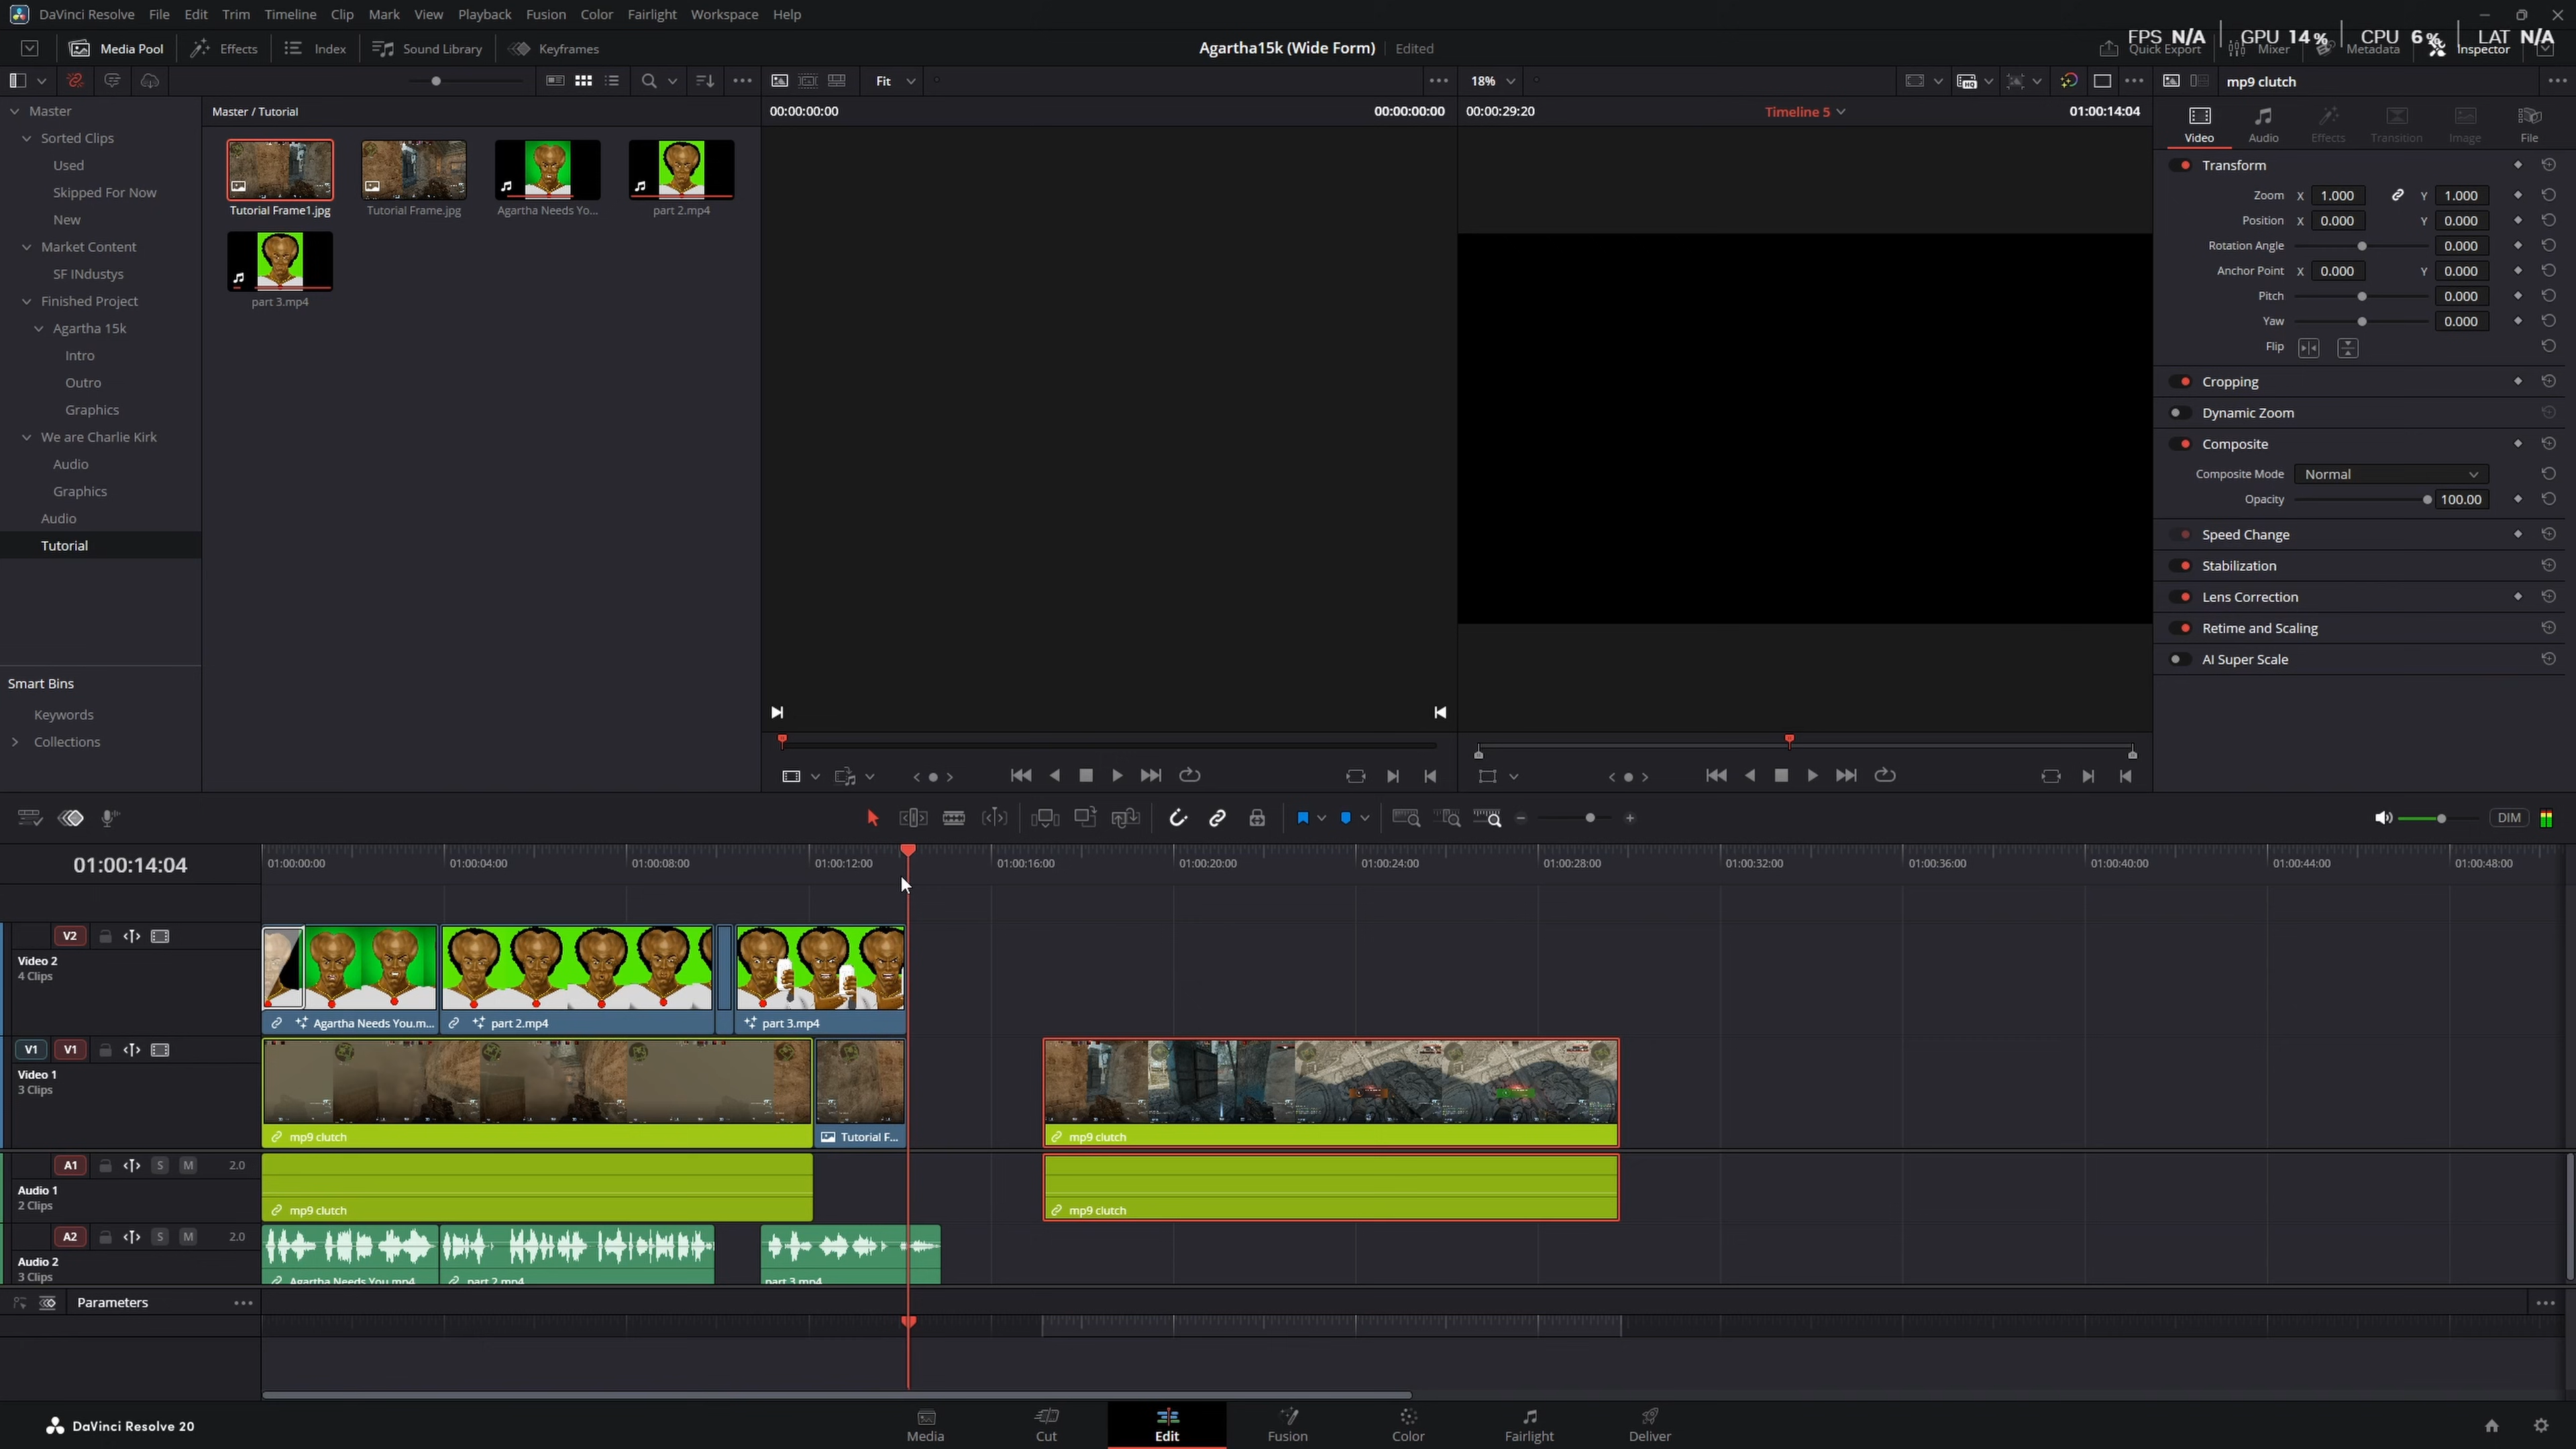 DaVinci Resolve File Edit Trim Timeline Clip Mark View Playback Fusion Color Fairlight Workspace Help
FPS N/A GPU 14% CPU 6% LAT N/A
Media Pool Effects Index Sound Library Keyframes Agartha15k (Wide Form) Edited Quick Export Mixer Metadata Inspector
Fit 18% mp9 clutch
Master
Sorted Clips
Used
Skipped For Now
New
Market Content
SF INdustys
Finished Project
Agartha 15k
Intro
Outro
Graphics
We are Charlie Kirk
Audio
Graphics
Audio
Tutorial
Smart Bins
Keywords
Collections
Master / Tutorial
Tutorial Frame1.jpg Tutorial Frame.jpg Agartha Needs Yo... part 2.mp4
part 3.mp4
00:00:00:00 00:00:00:00
00:00:29:20 Timeline 5 01:00:14:04
Video Audio Effects Transition Image File
Transform
Zoom X 1.000 Y 1.000
Position X 0.000 Y 0.000
Rotation Angle 0.000
Anchor Point X 0.000 Y 0.000
Pitch 0.000
Yaw 0.000
Flip
Cropping
Dynamic Zoom
Composite
Composite Mode Normal
Opacity 100.00
Speed Change
Stabilization
Lens Correction
Retime and Scaling
AI Super Scale
DIM
01:00:14:04
01:00:00:00 01:00:04:00 01:00:08:00 01:00:12:00 01:00:16:00 01:00:20:00 01:00:24:00 01:00:28:00 01:00:32:00 01:00:36:00 01:00:40:00 01:00:44:00 01:00:48:00
V2
Video 2
4 Clips
Agartha Needs You.m... part 2.mp4 part 3.mp4
V1 V1
Video 1
3 Clips
mp9 clutch Tutorial F... mp9 clutch
A1 S M 2.0
Audio 1
2 Clips
mp9 clutch mp9 clutch
A2 S M 2.0
Audio 2
3 Clips
Agartha Needs You.mp4 part 2.mp4 part 3.mp4
Parameters
DaVinci Resolve 20
Media Cut Edit Fusion Color Fairlight Deliver